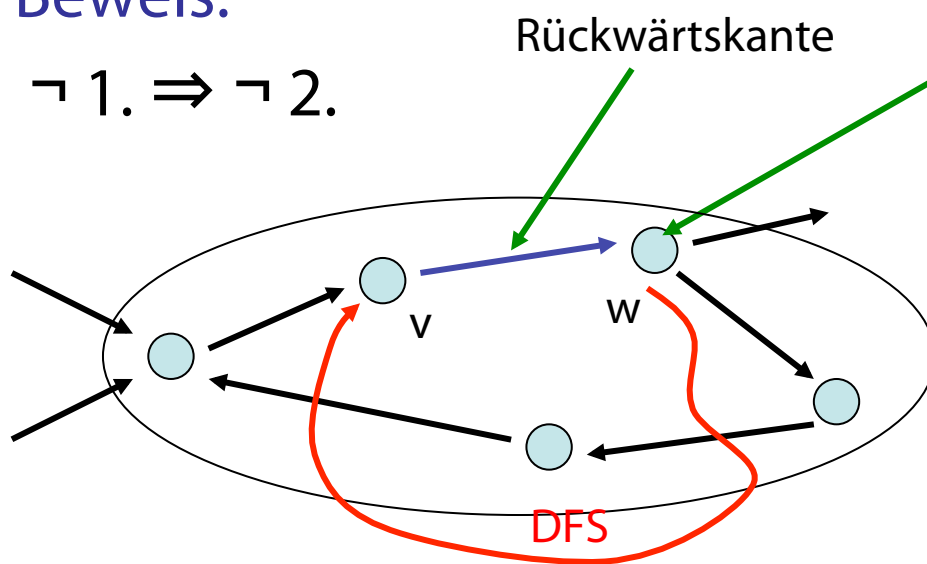 Beweis:
Rückwärtskante
¬ 1. ⇒ ¬ 2.
v
w
DFS